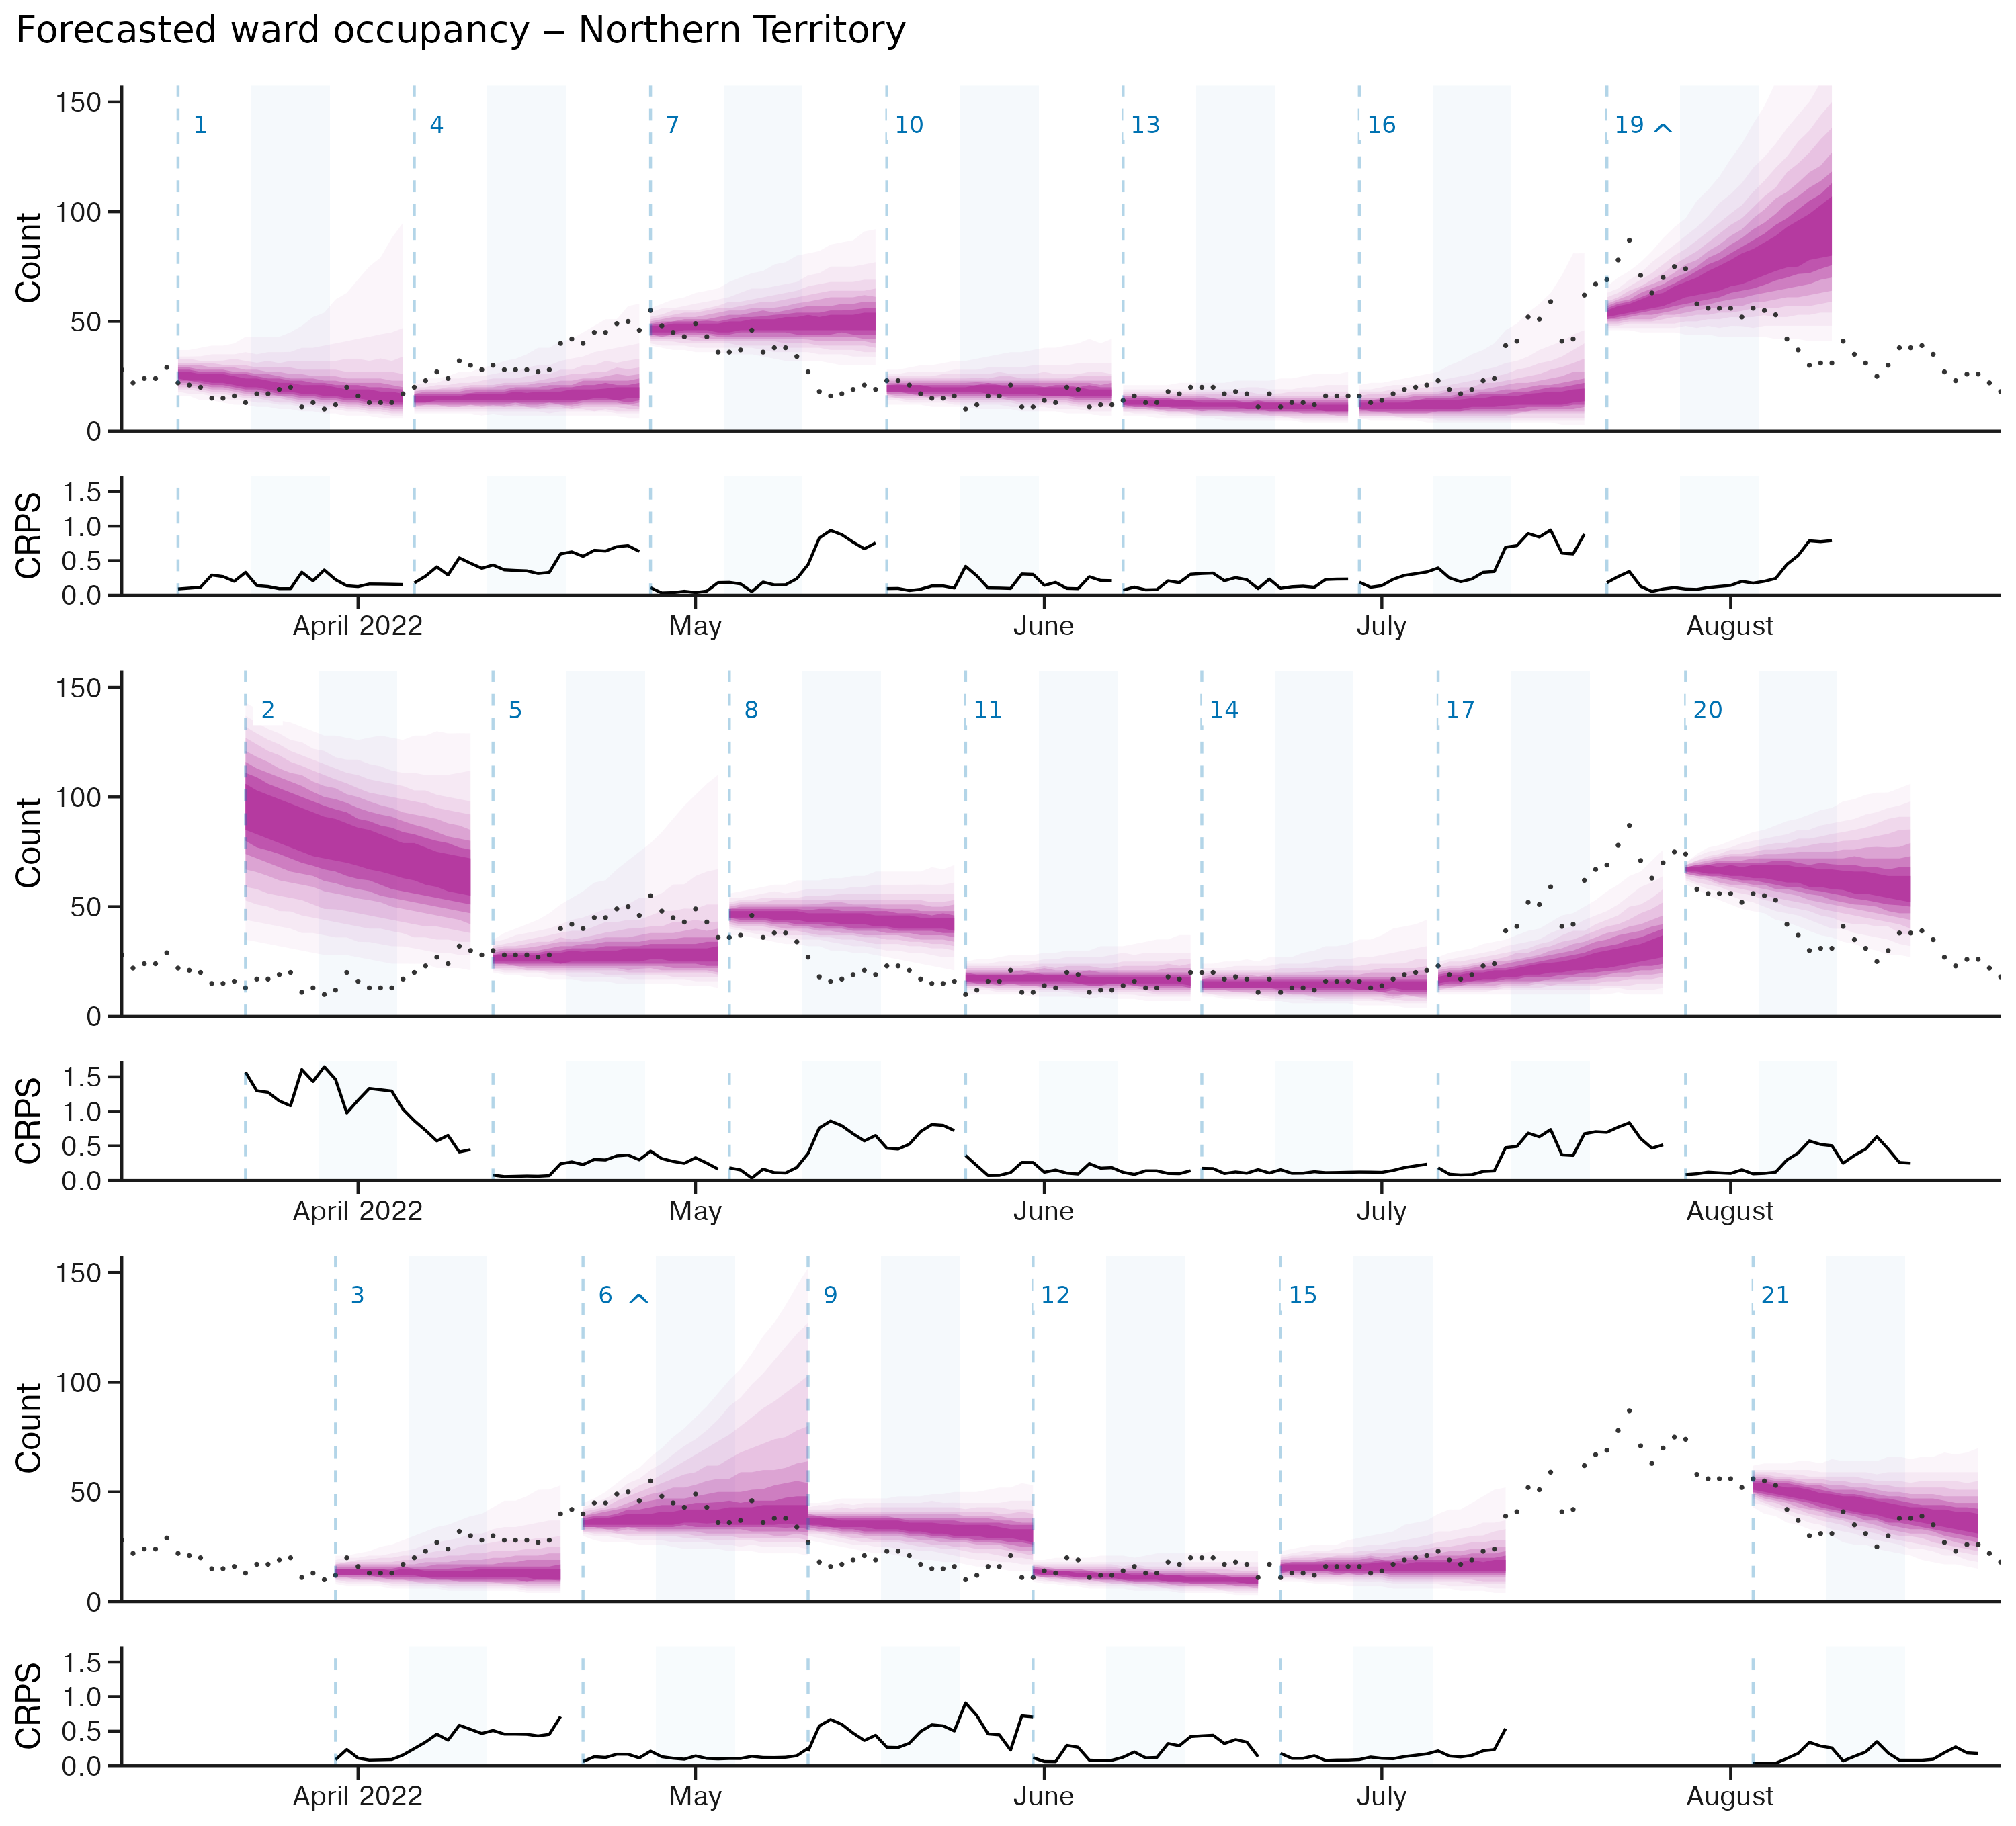 Forecasted ward occupancy – Northern Territory
150
100
50
0
Count
1
4
7
10
13
16
19 ^
1.5
1.0
0.5
0.0
CRPS
April 2022
May
June
July
August
150
100
50
0
Count
2
5
8
11
14
17
20
1.5
1.0
0.5
0.0
CRPS
April 2022
May
June
July
August
150
100
50
0
Count
3
6 ^
9
12
15
21
1.5
1.0
0.5
0.0
CRPS
April 2022
May
June
July
August